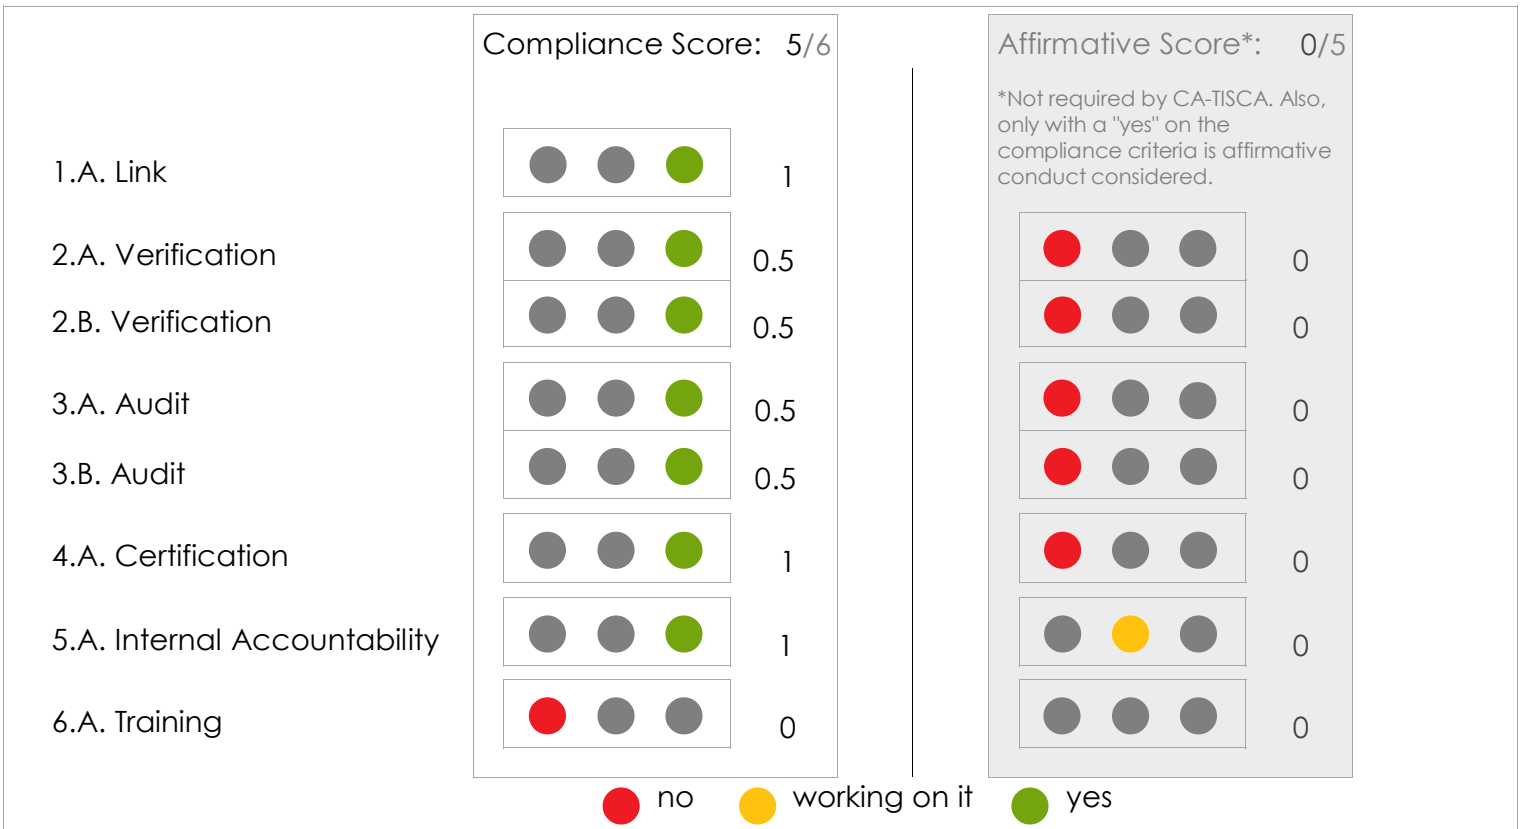 Compliance Score: 5/6
Affirmative Score*: 0/5
*Not required by CA-TISCA. Also,
only with a "yes" on the
compliance criteria is affirmative
conduct considered.
1.A. Link 1
2.A. Verification 0.5 0
2.B. Verification 0.5 0
3.A. Audit 0.5 0
3.B. Audit 0.5 0
4.A. Certification 1 0
5.A. Internal Accountability 1 0
6.A. Training 0 0
no working on it yes